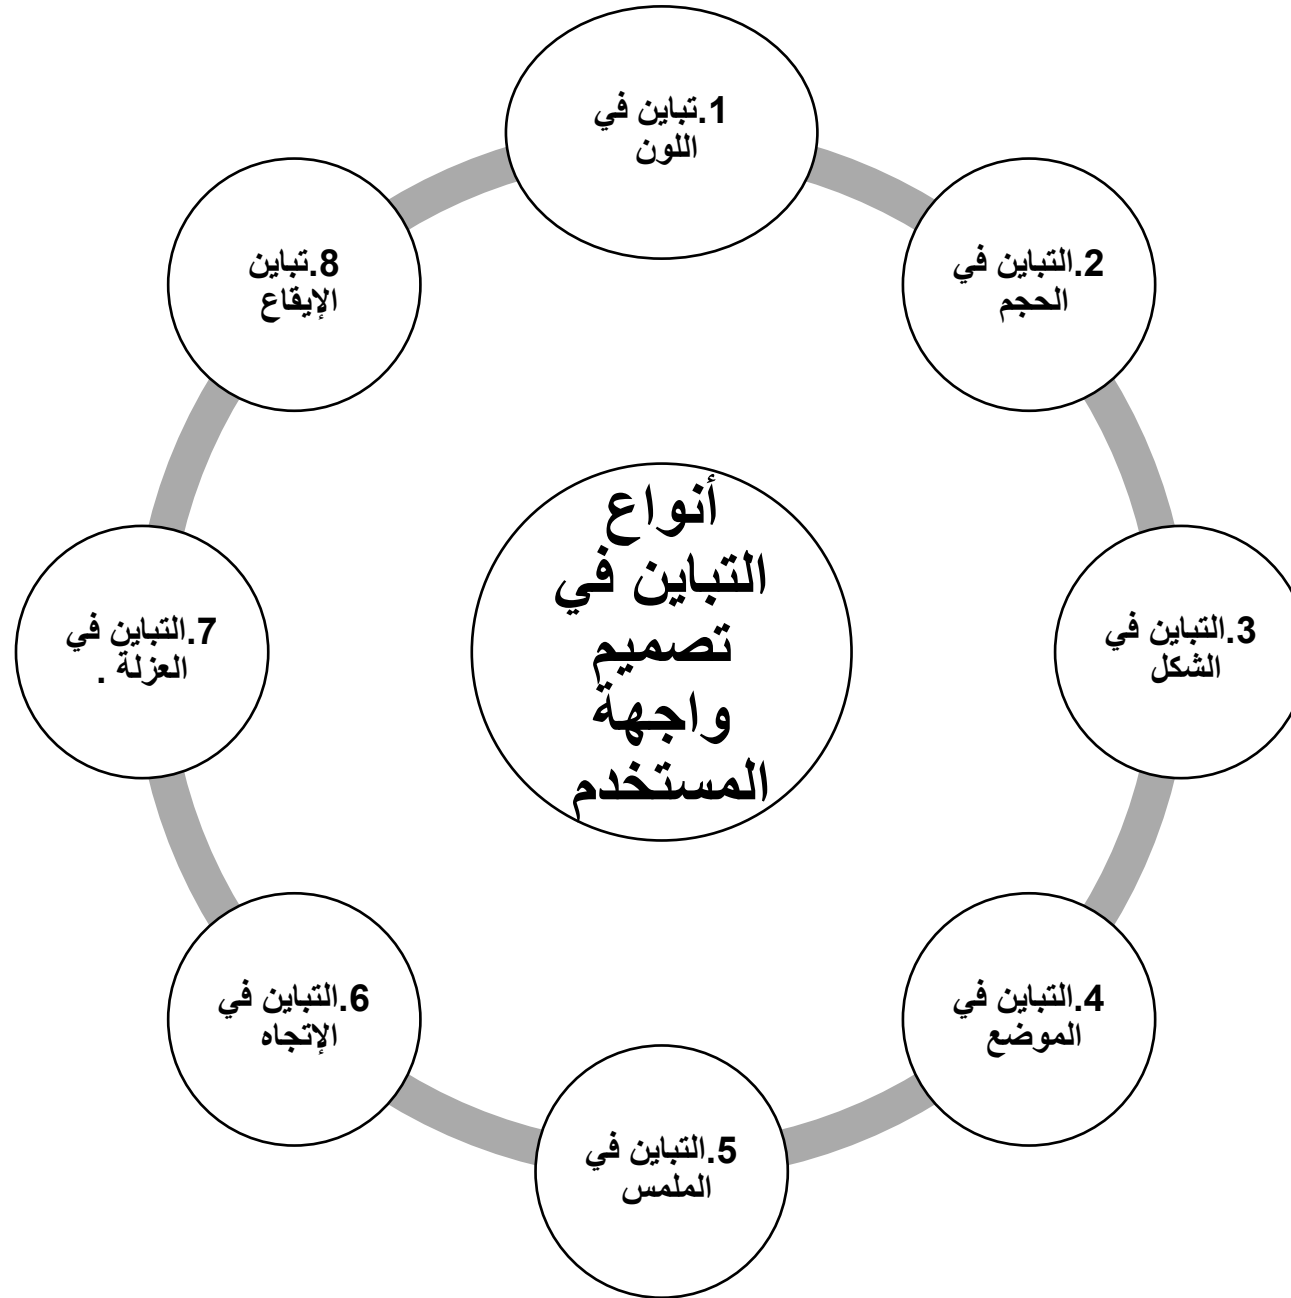 أنواع
التباين في
تصميم
واجهة
المستخدم
1.تباين في
اللون
2.التباين في
الحجم
3.التباين في
الشكل
4.التباين في
الموضع
5.التباين في
الملمس
6.التباين في
الإتجاه
7.التباين في
العزلة .
8.تباين
الإيقاع